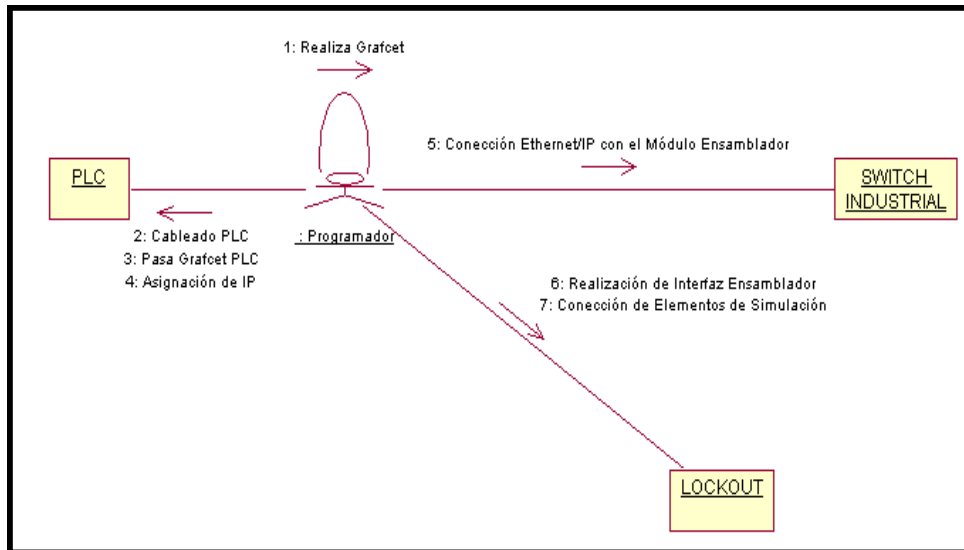 1: Realiza Grafcet
5: Conección Ethernet/IP con el Módulo Ensamblador
PLC
SWITCH
INDUSTRIAL
2: Cableado PLC
3: Pasa Grafcet PLC
4: Asignación de IP
: Programador
6: Realización de Interfaz Ensamblador
7: Conección de Elementos de Simulación
LOCKOUT